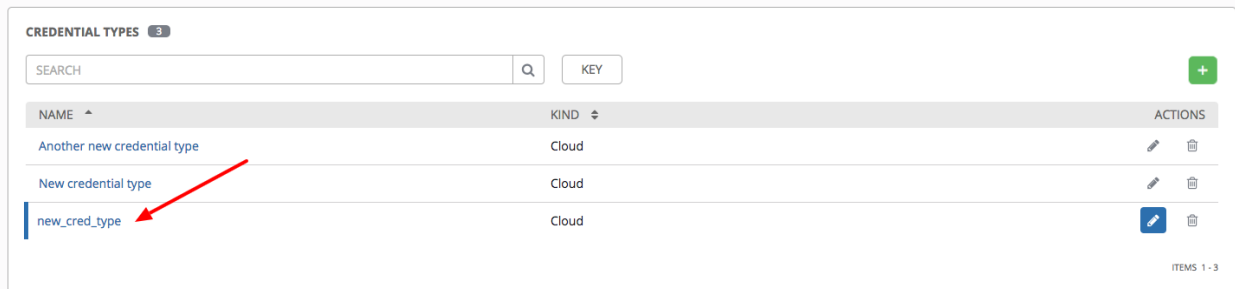 CREDENTIAL TYPES 3
SEARCH KEY +
NAME KIND ACTIONS
Another new credential type Cloud
New credential type Cloud
new_cred_type Cloud
ITEMS 1 - 3